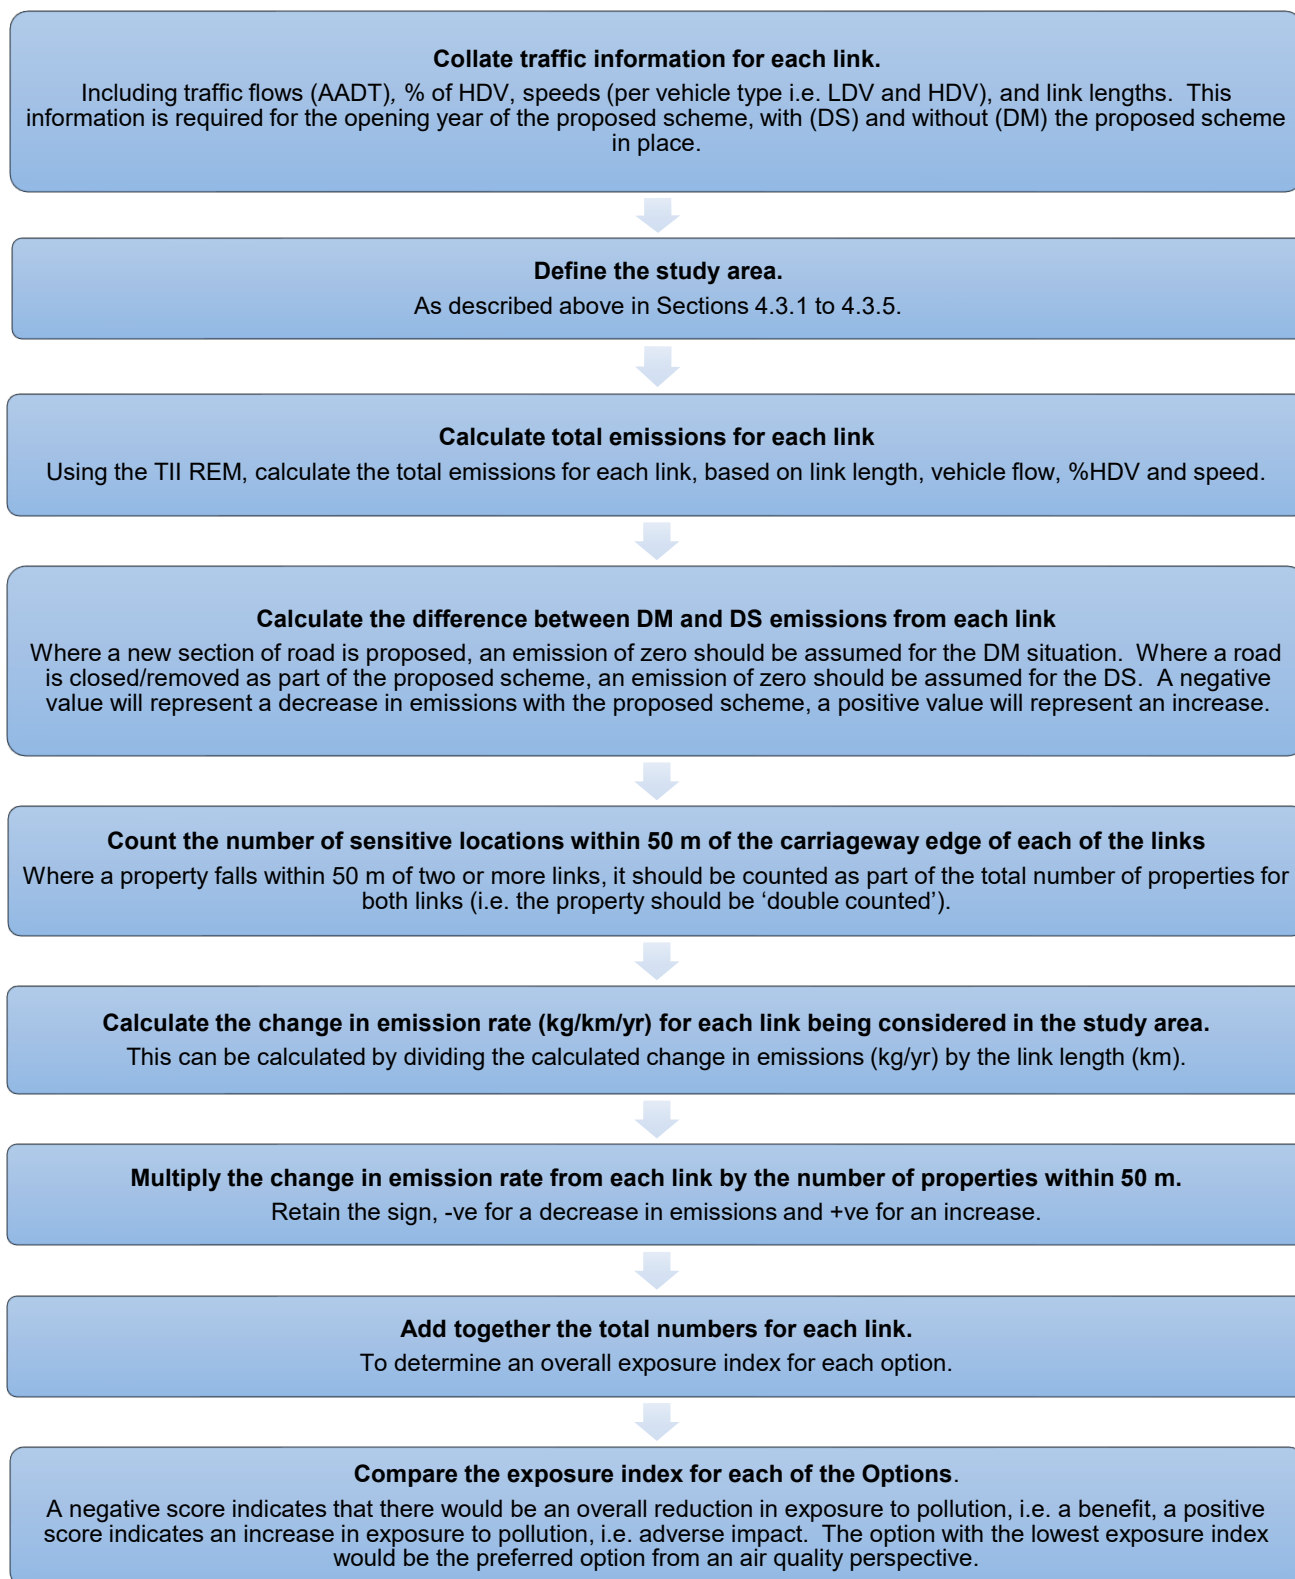 Collate traffic information for each link.
Including traffic flows (AADT), % of HDV, speeds (per vehicle type i.e. LDV and HDV), and link lengths.  This
information is required for the opening year of the proposed scheme, with (DS) and without (DM) the proposed scheme
in place.
Define the study area.
As described above in Sections 4.3.1 to 4.3.5.
Calculate total emissions for each link
Using the TII REM, calculate the total emissions for each link, based on link length, vehicle flow, %HDV and speed.
Calculate the difference between DM and DS emissions from each link
Where a new section of road is proposed, an emission of zero should be assumed for the DM situation.  Where a road
is closed/removed as part of the proposed scheme, an emission of zero should be assumed for the DS.  A negative
value will represent a decrease in emissions with the proposed scheme, a positive value will represent an increase.
Count the number of sensitive locations within 50 m of the carriageway edge of each of the links
Where a property falls within 50 m of two or more links, it should be counted as part of the total number of properties for
both links (i.e. the property should be ‘double counted’).
Calculate the change in emission rate (kg/km/yr) for each link being considered in the study area.
This can be calculated by dividing the calculated change in emissions (kg/yr) by the link length (km).
Multiply the change in emission rate from each link by the number of properties within 50 m.
Retain the sign, -ve for a decrease in emissions and +ve for an increase.
Add together the total numbers for each link.
To determine an overall exposure index for each option.
Compare the exposure index for each of the Options.
A negative score indicates that there would be an overall reduction in exposure to pollution, i.e. a benefit, a positive
score indicates an increase in exposure to pollution, i.e. adverse impact.  The option with the lowest exposure index
would be the preferred option from an air quality perspective.